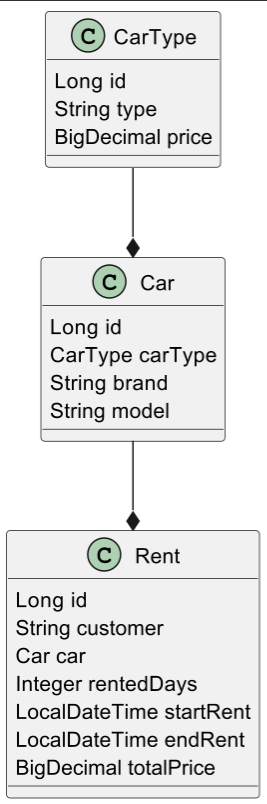 C CarType
Long id
String type
BigDecimal price
C Car
Long id
CarType carType
String brand
String model
C Rent
Long id
String customer
Car car
Integer rentedDays
LocalDateTime startRent
LocalDateTime endRent
BigDecimal totalPrice